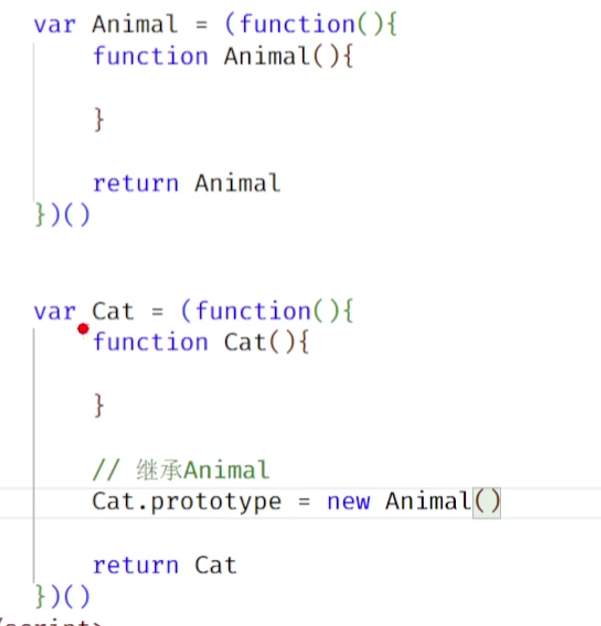 var Animal = (function(){
function Animal(){
}
return Animal
})()
var Cat = (function(){
function Cat(){
}
// 继承Animal
Cat.prototype = new Animal()
return Cat
})()